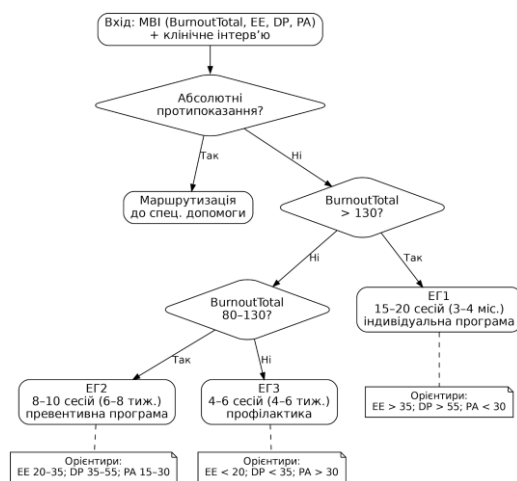 Вхід: MBI (BurnoutTotal, EE, DP, PA)
+ клінічне інтерв’ю
Абсолютні
протипоказання?
Так
Ні
Маршрутизація
до спец. допомоги
BurnoutTotal
> 130?
Ні
Так
BurnoutTotal
80–130?
ЕГ1
15–20 сесій (3–4 міс.)
індивідуальна програма
Так
Ні
ЕГ2
8–10 сесій (6–8 тиж.)
превентивна програма
ЕГ3
4–6 сесій (4–6 тиж.)
профілактика
Орієнтири:
EE > 35; DP > 55; PA < 30
Орієнтири:
EE 20–35; DP 35–55; PA 15–30
Орієнтири:
EE < 20; DP < 35; PA > 30